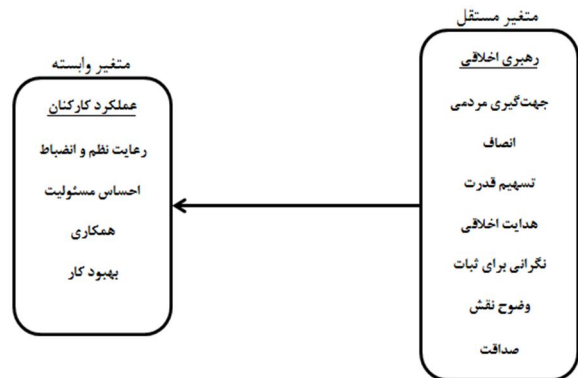 متغیر مستقل
رهبری اخلاقی
جهت‌گیری مردمی
انصاف
تسهیم قدرت
هدایت اخلاقی
نگرانی برای ثبات
وضوح نقش
صداقت
متغیر وابسته
عملکرد کارکنان
رعایت نظم و انضباط
احساس مسئولیت
همکاری
بهبود کار